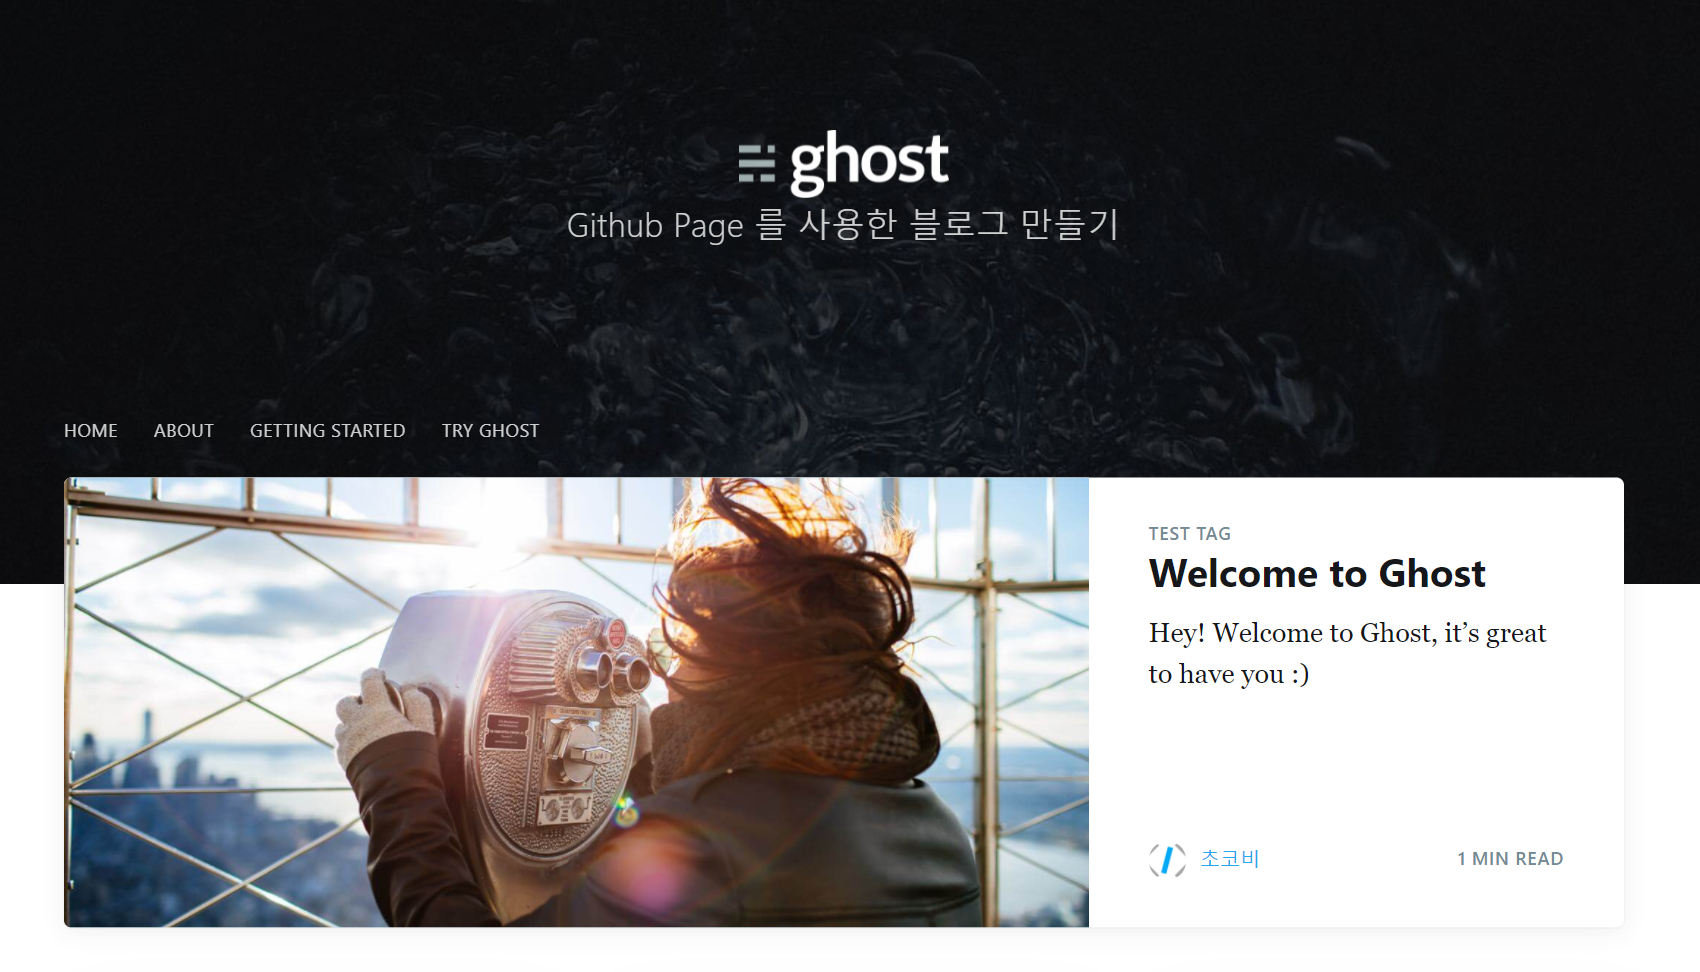 ghost
Github Page 를 사용한 블로그 만들기
HOME ABOUT GETTING STARTED TRY GHOST
TEST TAG
Welcome to Ghost
Hey! Welcome to Ghost, it’s great
to have you :)
초코비 1 MIN READ